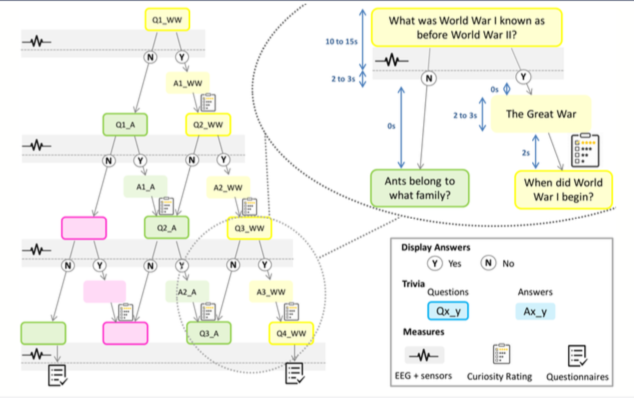 Q1_WW
N
Y
A1_WW
Q1_A
Q2_WW
N
Y
N
Y
A1_A
A2_WW
Q2_A
Q3_WW
N
Y
N
Y
N
Y
A2_A
A3_WW
Q3_A
Q4_WW
What was World War I known as
before World War II?
10 to 15s
2 to 3s
N
Y
0s
0s
2 to 3s
The Great War
2s
Ants belong to
what family?
When did World
War I begin?
Display Answers
Y Yes
N No
Trivia
Questions
Answers
Qx_y
Ax_y
Measures
EEG + sensors
Curiosity Rating
Questionnaires